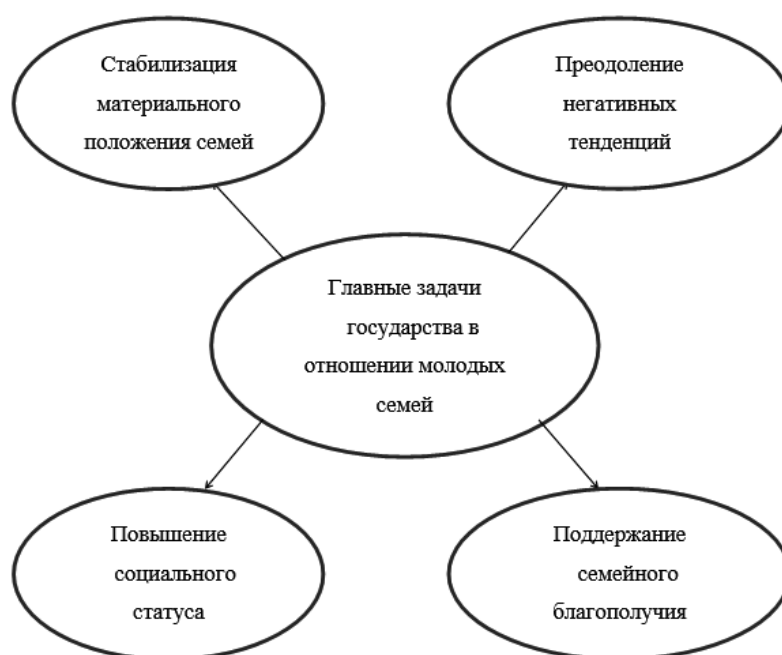 Стабилизация
материального
положения семей
Преодоление
негативных
тенденций
Главные задачи
государства в
отношении молодых
семей
Повышение
социального
статуса
Поддержание
семейного
благополучия